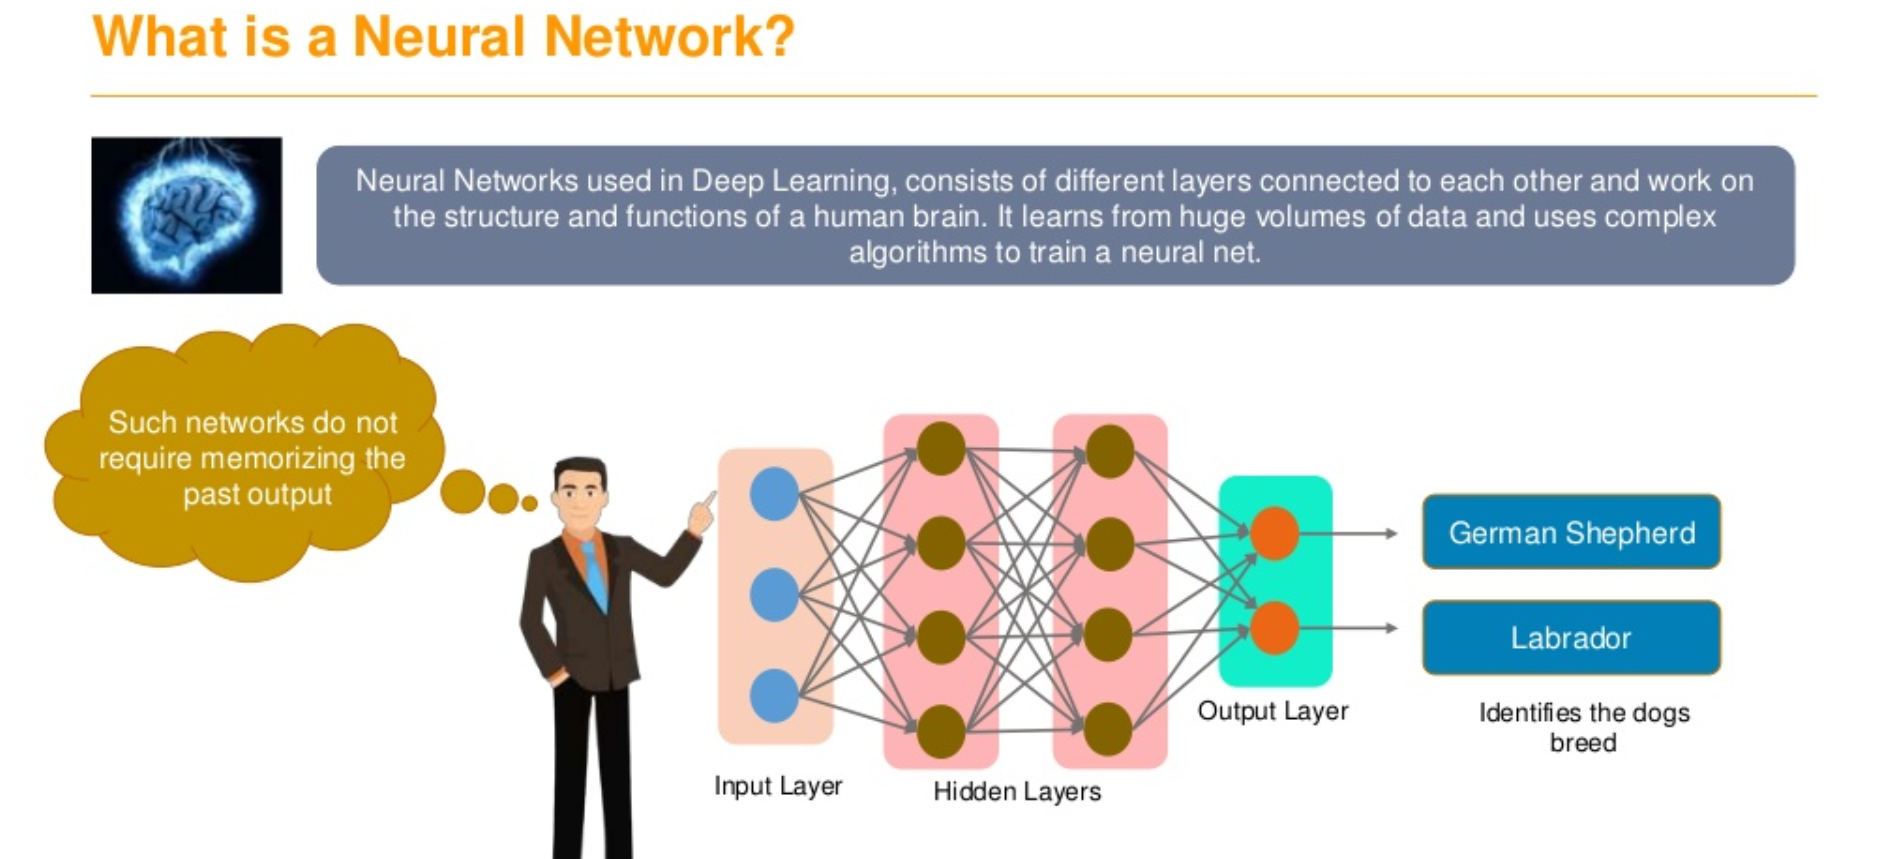 What is a Neural Network?
Neural Networks used in Deep Learning, consists of different layers connected to each other and work on
the structure and functions of a human brain. It learns from huge volumes of data and uses complex
algorithms to train a neural net.
Such networks do not
require memorizing the
past output
German Shepherd
Labrador
Identifies the dogs
breed
Output Layer
Input Layer
Hidden Layers